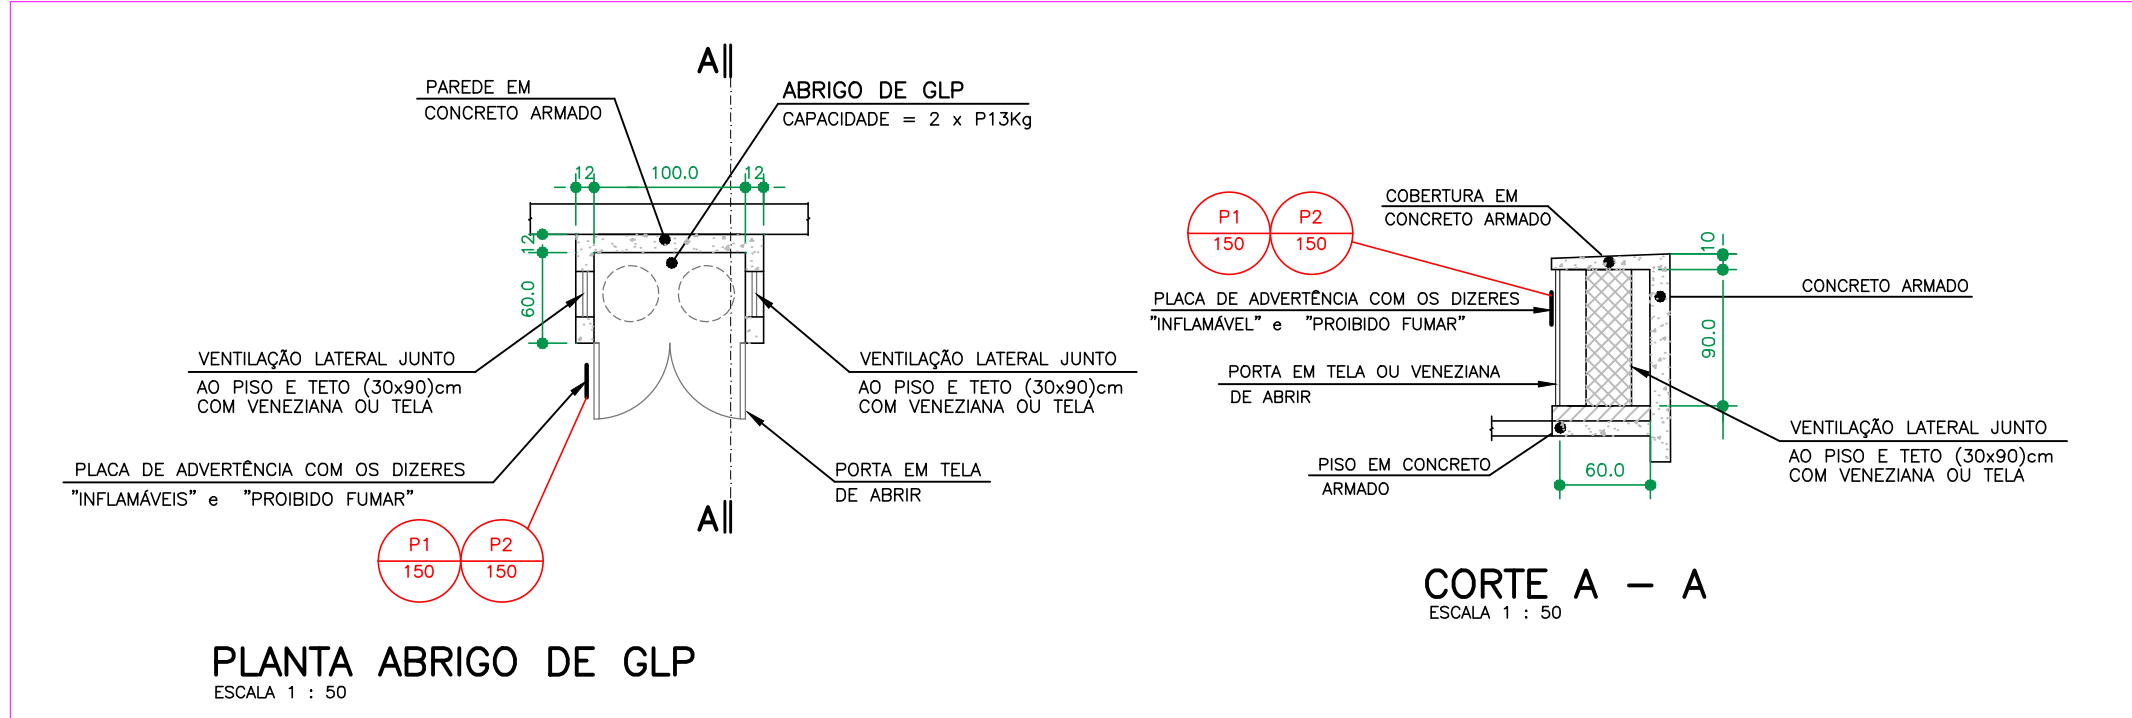 A
PAREDE EM
CONCRETO ARMADO
ABRIGO DE GLP
CAPACIDADE = 2 x P13Kg
12
100.0
12
12
60.0
VENTILAÇÃO LATERAL JUNTO
AO PISO E TETO (30x90)cm
COM VENEZIANA OU TELA
VENTILAÇÃO LATERAL JUNTO
AO PISO E TETO (30x90)cm
COM VENEZIANA OU TELA
PLACA DE ADVERTÊNCIA COM OS DIZERES
"INFLAMÁVEIS" e "PROIBIDO FUMAR"
PORTA EM TELA
DE ABRIR
A
P1
150
P2
150
PLANTA ABRIGO DE GLP
ESCALA 1 : 50
P1
150
P2
150
COBERTURA EM
CONCRETO ARMADO
10
CONCRETO ARMADO
PLACA DE ADVERTÊNCIA COM OS DIZERES
"INFLAMÁVEL" e "PROIBIDO FUMAR"
90.0
PORTA EM TELA OU VENEZIANA
DE ABRIR
VENTILAÇÃO LATERAL JUNTO
AO PISO E TETO (30x90)cm
COM VENEZIANA OU TELA
PISO EM CONCRETO
ARMADO
60.0
CORTE A - A
ESCALA 1 : 50